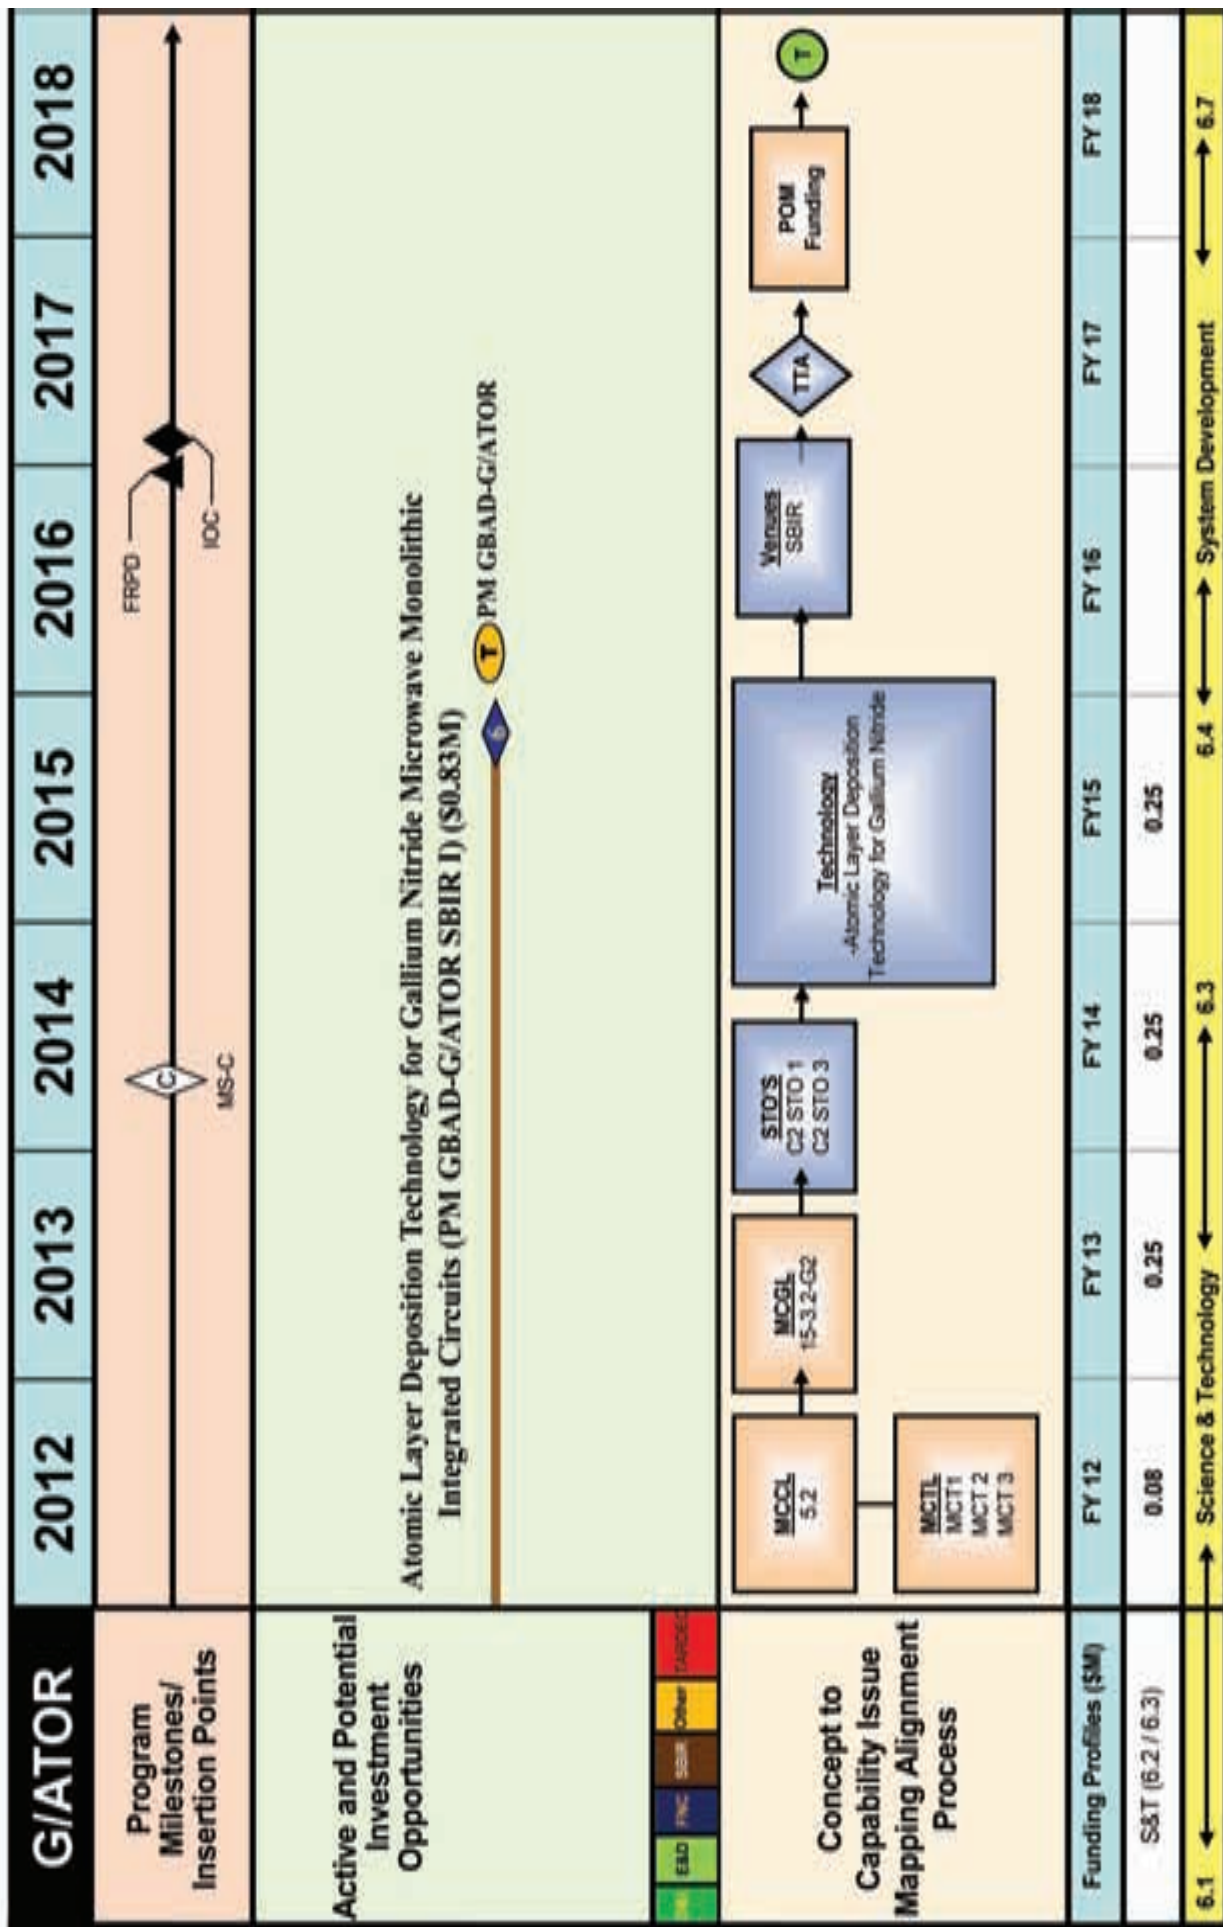 G/ATOR
2012
2013
2014
2015
2016
2017
2018
Program
Milestones/
Insertion Points
C
MS-C
FRPD
IOC
Active and Potential
Investment
Opportunities
Atomic Layer Deposition Technology for Gallium Nitride Microwave Monolithic
Integrated Circuits (PM GBAD-G/ATOR SBIR I) ($0.83M)
6
T
PM GBAD-G/ATOR
E&D
FNC
SBIR
Other
TARDEC
Concept to
Capability Issue
Mapping Alignment
Process
MCCL
5.2
MCTL
MCT1
MCT 2
MCT 3
MCGL
15-3.2-G2
STO'S
C2 STO 1
C2 STO 3
Technology
-Atomic Layer Deposition
Technology for Gallium Nitride
Venues
SBIR
TTA
POM
Funding
T
Funding Profiles ($M)
FY 12
FY 13
FY 14
FY15
FY 16
FY 17
FY 18
S&T (6.2 / 6.3)
0.08
0.25
0.25
0.25
6.1
Science & Technology
6.3
6.4
System Development
6.7